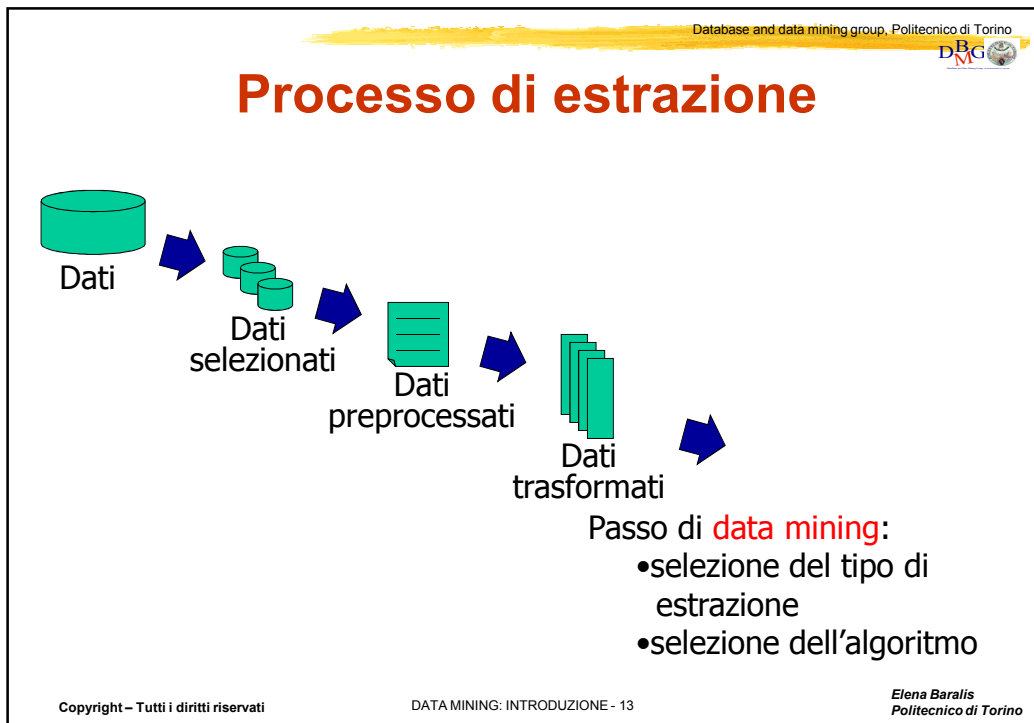 Database and data mining group, Politecnico di Torino
DBMG
Processo di estrazione
Dati
Dati
selezionati
Dati
preprocessati
Dati
trasformati
Passo di data mining:
•selezione del tipo di
estrazione
•selezione dell’algoritmo
Copyright – Tutti i diritti riservati
DATA MINING: INTRODUZIONE - 13
Elena Baralis
Politecnico di Torino